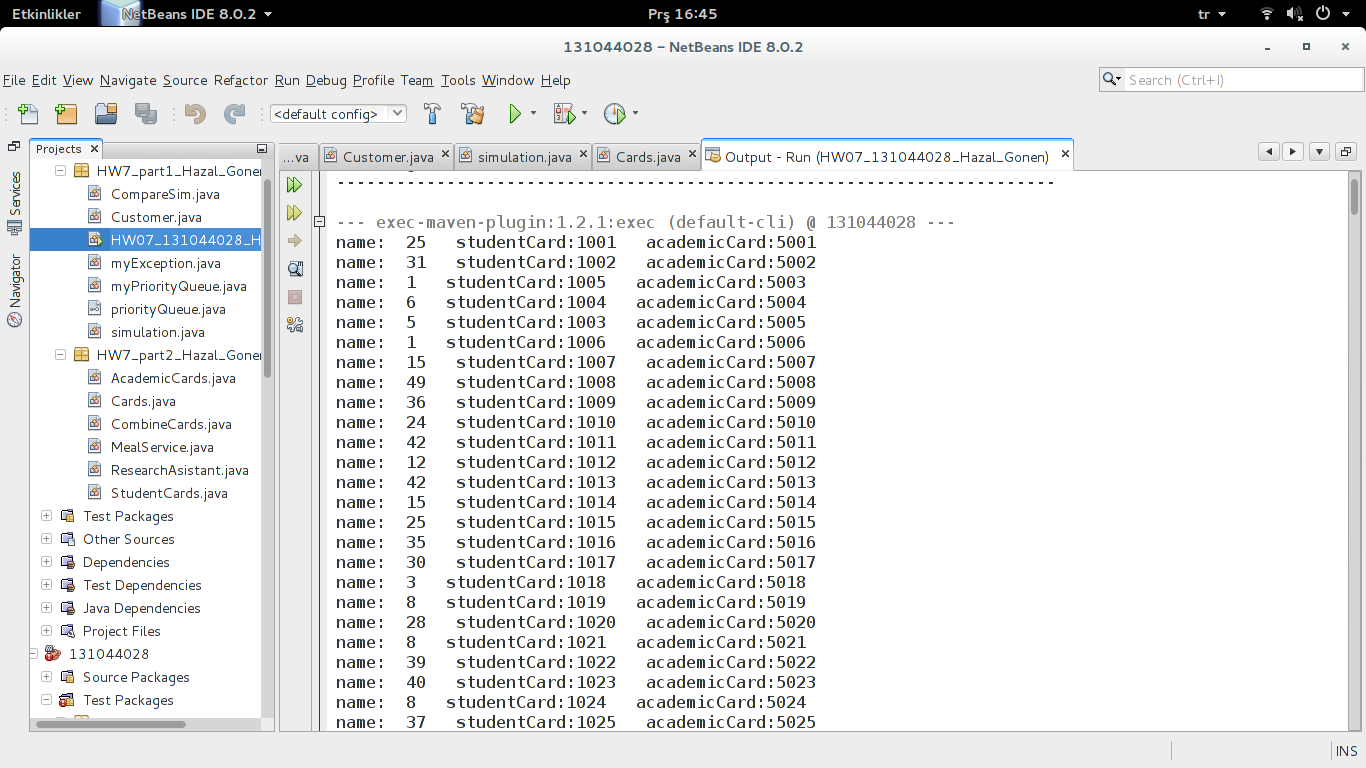 Etkinlikler NetBeans IDE 8.0.2 Prş 16:45 tr
131044028 – NetBeans IDE 8.0.2
File Edit View Navigate Source Refactor Run Debug Profile Team Tools Window Help Search (Ctrl+I)
<default config>
Projects ...va Customer.java simulation.java Cards.java Output - Run (HW07_131044028_Hazal_Gonen)
Services
Navigator
HW7_part1_Hazal_Gonen
CompareSim.java
Customer.java
HW07_131044028_H
myException.java
myPriorityQueue.java
priorityQueue.java
simulation.java
HW7_part2_Hazal_Gonen
AcademicCards.java
Cards.java
CombineCards.java
MealService.java
ResearchAsistant.java
StudentCards.java
Test Packages
Other Sources
Dependencies
Test Dependencies
Java Dependencies
Project Files
131044028
Source Packages
Test Packages
------------------------------------------------------------------------
--- exec-maven-plugin:1.2.1:exec (default-cli) @ 131044028 ---
name: 25 studentCard:1001 academicCard:5001
name: 31 studentCard:1002 academicCard:5002
name: 1 studentCard:1005 academicCard:5003
name: 6 studentCard:1004 academicCard:5004
name: 5 studentCard:1003 academicCard:5005
name: 1 studentCard:1006 academicCard:5006
name: 15 studentCard:1007 academicCard:5007
name: 49 studentCard:1008 academicCard:5008
name: 36 studentCard:1009 academicCard:5009
name: 24 studentCard:1010 academicCard:5010
name: 42 studentCard:1011 academicCard:5011
name: 12 studentCard:1012 academicCard:5012
name: 42 studentCard:1013 academicCard:5013
name: 15 studentCard:1014 academicCard:5014
name: 25 studentCard:1015 academicCard:5015
name: 35 studentCard:1016 academicCard:5016
name: 30 studentCard:1017 academicCard:5017
name: 3 studentCard:1018 academicCard:5018
name: 8 studentCard:1019 academicCard:5019
name: 28 studentCard:1020 academicCard:5020
name: 8 studentCard:1021 academicCard:5021
name: 39 studentCard:1022 academicCard:5022
name: 40 studentCard:1023 academicCard:5023
name: 8 studentCard:1024 academicCard:5024
name: 37 studentCard:1025 academicCard:5025
INS